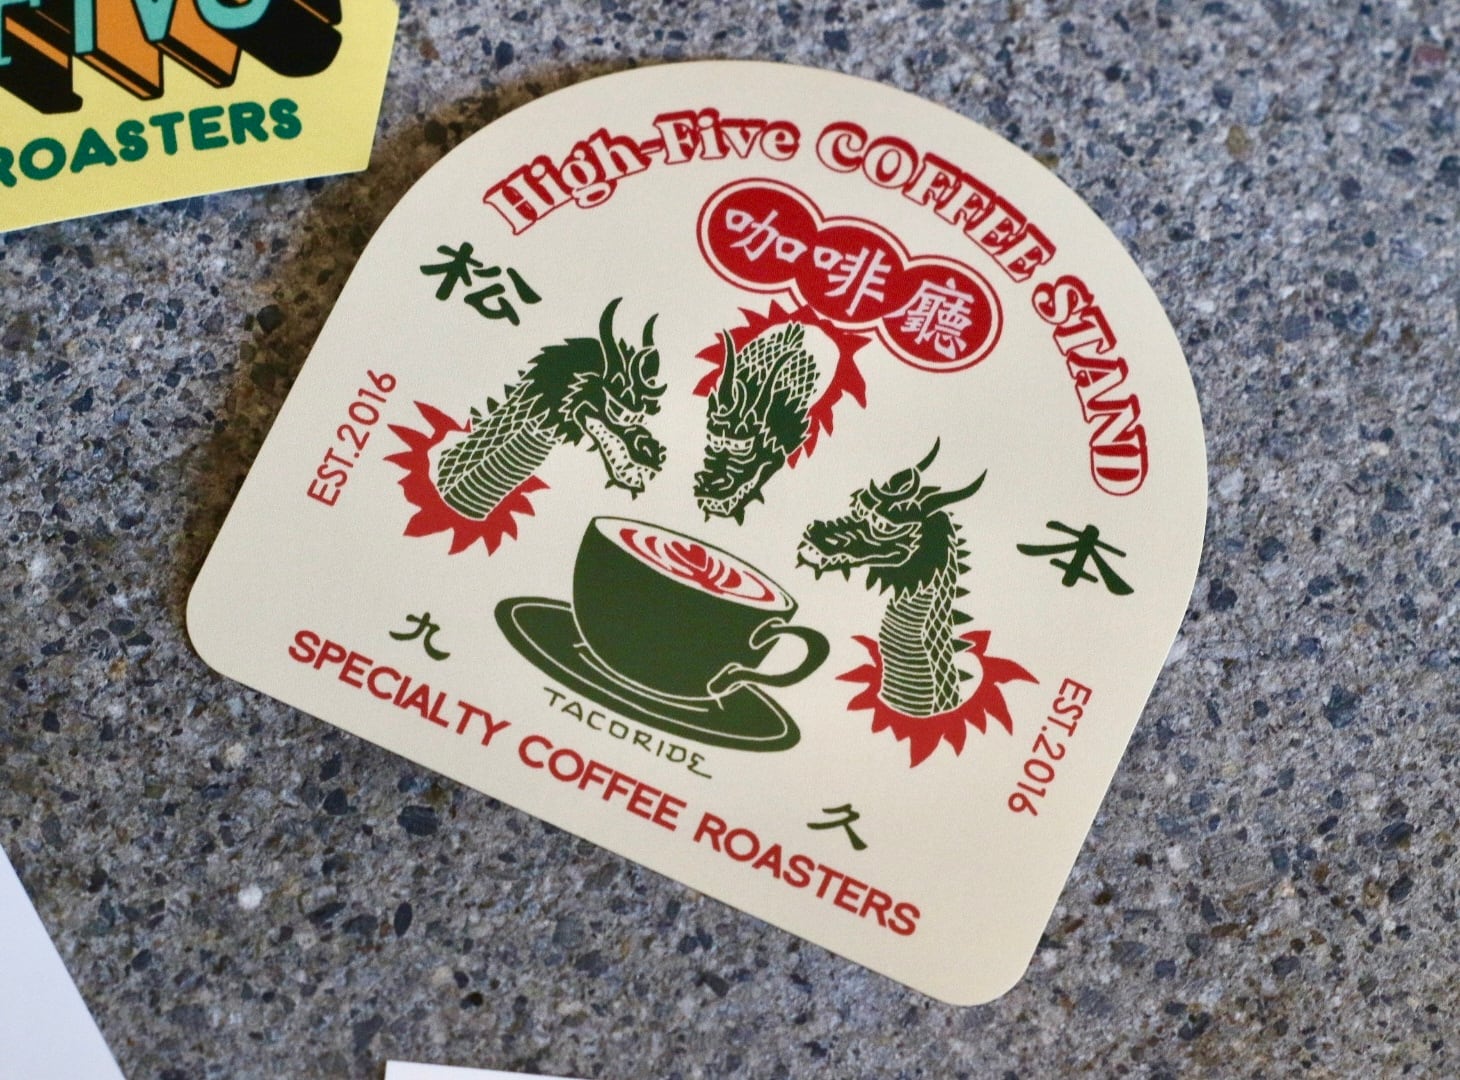 ROASTERS
High-Five COFFEE STAND
咖啡廳
松本
EST.2016
EST.2016
九久
TACORIDE
SPECIALTY COFFEE ROASTERS